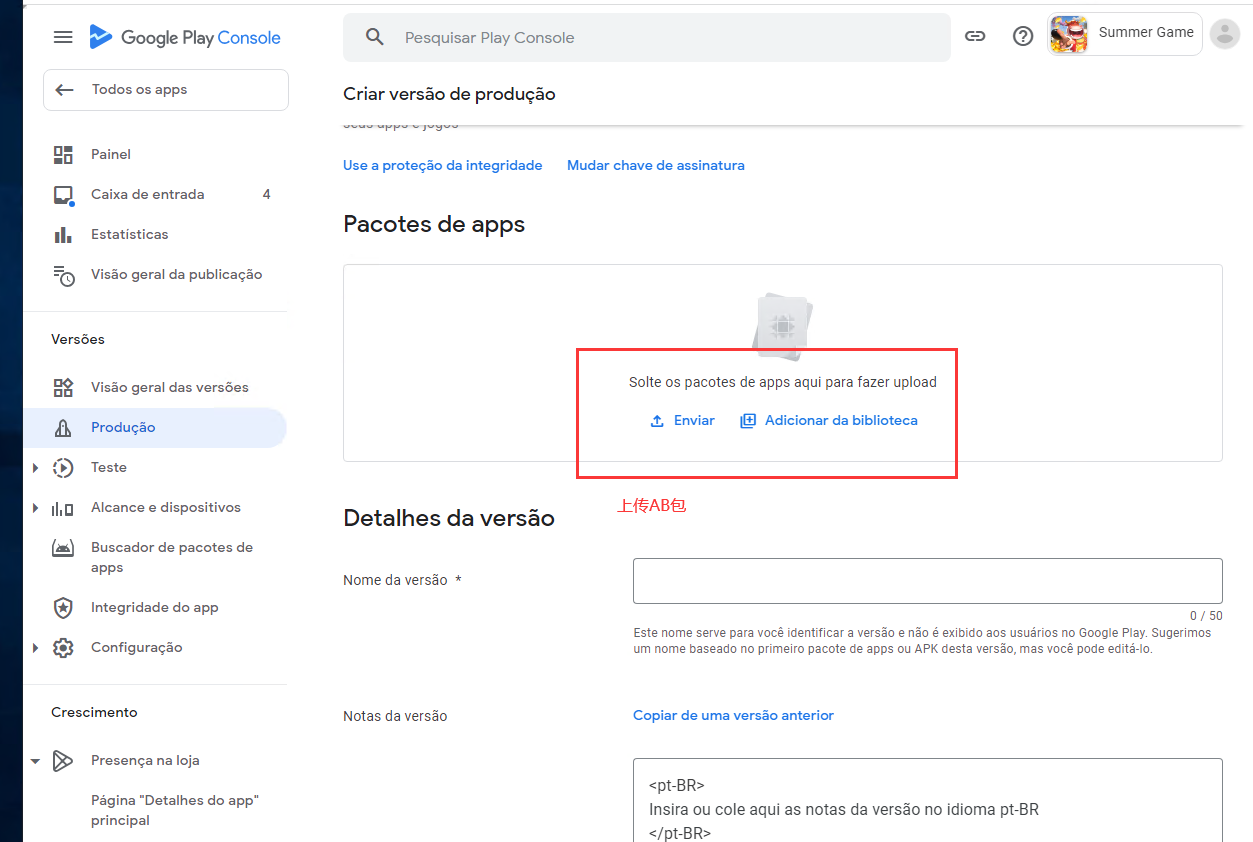 Google Play Console
Pesquisar Play Console
Summer Game
Todos os apps
Criar versão de produção
seus apps e jogos
Use a proteção da integridade
Mudar chave de assinatura
Painel
Caixa de entrada 4
Estatísticas
Visão geral da publicação
Versões
Visão geral das versões
Produção
Teste
Alcance e dispositivos
Buscador de pacotes de
apps
Integridade do app
Configuração
Crescimento
Presença na loja
Página "Detalhes do app"
principal
Pacotes de apps
Solte os pacotes de apps aqui para fazer upload
Enviar
Adicionar da biblioteca
上传AB包
Detalhes da versão
Nome da versão *
0 / 50
Este nome serve para você identificar a versão e não é exibido aos usuários no Google Play. Sugerimos
um nome baseado no primeiro pacote de apps ou APK desta versão, mas você pode editá-lo.
Notas da versão
Copiar de uma versão anterior
<pt-BR>
Insira ou cole aqui as notas da versão no idioma pt-BR
</pt-BR>